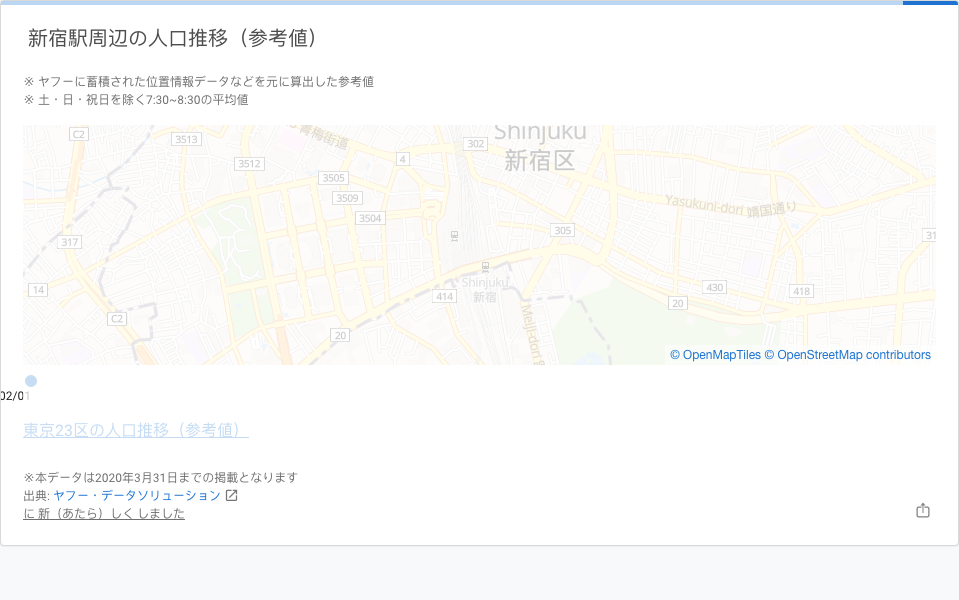 新宿駅周辺の人口推移（参考値）
※ ヤフーに蓄積された位置情報データなどを元に算出した参考値
※ 土・日・祝日を除く7:30~8:30の平均値
Shinjuku
新宿区
C2
3513
青梅街道
302
4
3512
3505
3509
3504
Yasukuni-dori 靖国通り
305
317
31
Shinjuku
新宿
14
414
430
418
20
C2
20
Meiji-dori
© OpenMapTiles © OpenStreetMap contributors
02/01
東京23区の人口推移（参考値）
※本データは2020年3月31日までの掲載となります
出典: ヤフー・データソリューション
に 新（あたら）しく しました